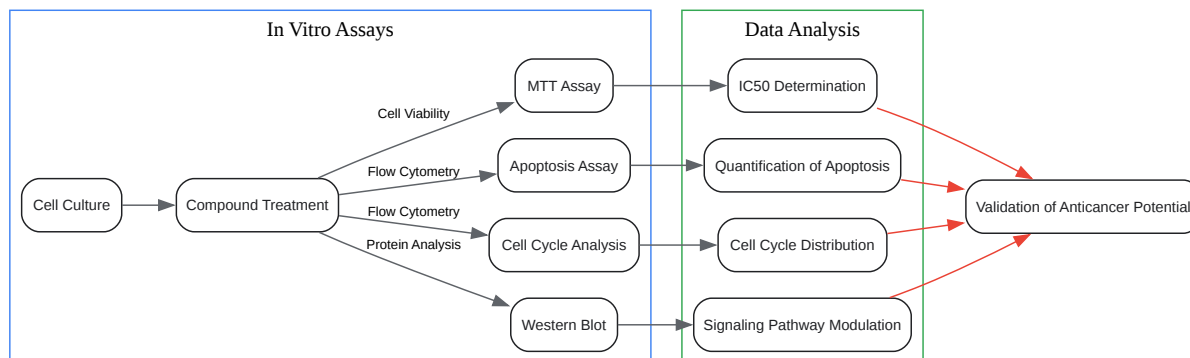 In Vitro Assays
Data Analysis
MTT Assay
IC50 Determination
Cell Viability
Apoptosis Assay
Quantification of Apoptosis
Flow Cytometry
Cell Culture
Compound Treatment
Validation of Anticancer Potential
Flow Cytometry
Cell Cycle Analysis
Cell Cycle Distribution
Protein Analysis
Western Blot
Signaling Pathway Modulation